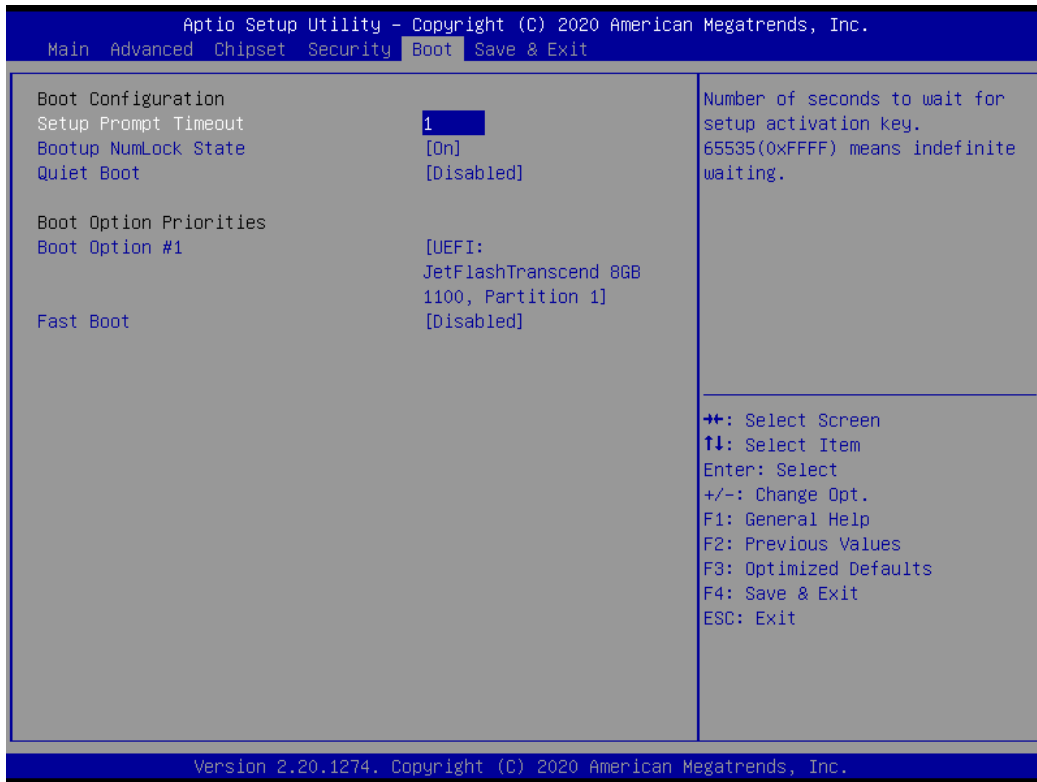 Aptio Setup Utility – Copyright (C) 2020 American Megatrends, Inc.
Main Advanced Chipset Security Boot Save & Exit
Boot Configuration
Setup Prompt Timeout 1
Bootup NumLock State [On]
Quiet Boot [Disabled]
Boot Option Priorities
Boot Option #1 [UEFI:
JetFlashTranscend 8GB
1100, Partition 1]
Fast Boot [Disabled]
Number of seconds to wait for
setup activation key.
65535(0xFFFF) means indefinite
waiting.
→←: Select Screen
↑↓: Select Item
Enter: Select
+/-: Change Opt.
F1: General Help
F2: Previous Values
F3: Optimized Defaults
F4: Save & Exit
ESC: Exit
Version 2.20.1274. Copyright (C) 2020 American Megatrends, Inc.